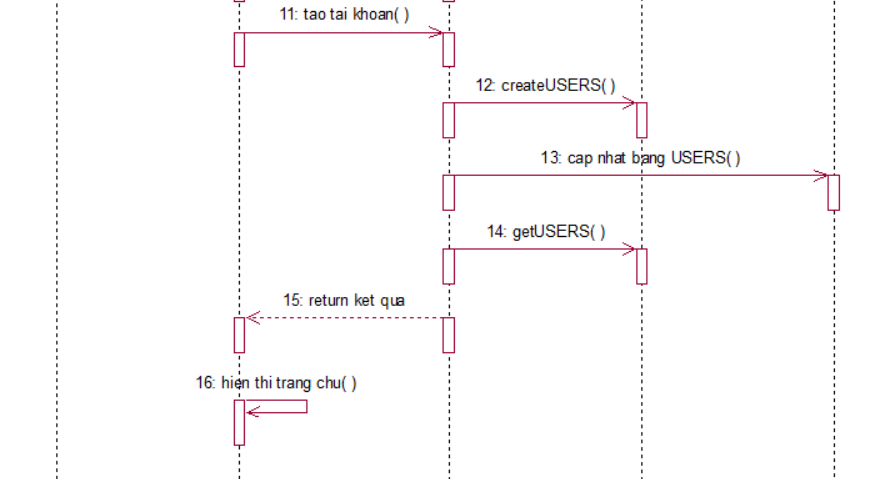 11: tao tai khoan( )
12: createUSERS( )
13: cap nhat bang USERS( )
14: getUSERS( )
15: return ket qua
16: hien thi trang chu( )